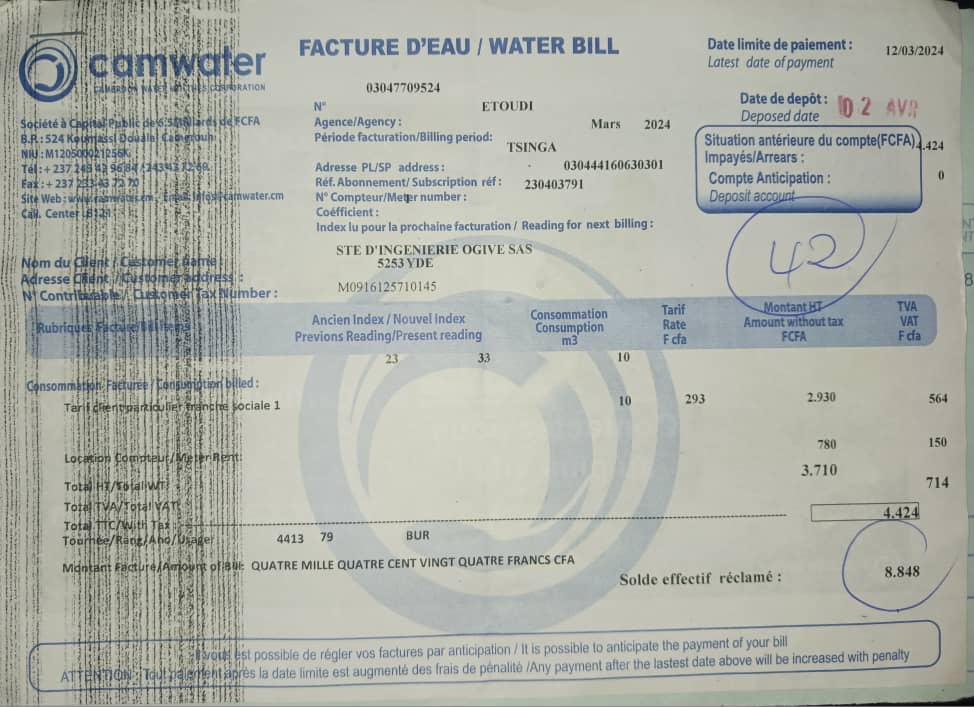 camwater
CAMEROON WATER UTILITIES CORPORATION
FACTURE D'EAU / WATER BILL
Date limite de paiement : 12/03/2024
Latest date of payment
Date de depôt : 02 AVR
Deposed date
Société à Capital Public de 6.5 Milliards de FCFA
B.P.: 524 Koumassi Douala Cameroun
NIU : M120500021256K
Tél : + 237
Fax : + 237 233 43 72 70
Site Web : www.camwater.cm Email: info@camwater.cm
Call. Center : 8121
03047709524
N° ETOUDI
Agence/Agency : Mars 2024
Période facturation/Billing period:
TSINGA
Adresse PL/SP address : - 030444160630301
Réf. Abonnement/ Subscription réf : 230403791
N° Compteur/Meter number :
Coéfficient :
Index lu pour la prochaine facturation / Reading for next billing :
Situation antérieure du compte(FCFA) 4.424
Impayés/Arrears :
Compte Anticipation : 0
Deposit account
42
Nom du Client / Customer name : STE D'INGENIERIE OGIVE SAS
Adresse Client / Customer address : 5253 YDE
N° Contribuable / Customer Tax Number : M0916125710145
Rubriques Facture/Bill items
Ancien Index / Nouvel Index
Previons Reading/Present reading
Consommation
Consumption
m3
Tarif
Rate
F cfa
Montant HT
Amount without tax
FCFA
TVA
VAT
F cfa
23 33 10
Consommation Facturée / Consumption billed :
Tarif client particulier tranche sociale 1 10 293 2.930 564
Location Compteur/Meter Rent: 780 150
Total HT/Total WT: 3.710
Total TVA/Total VAT: 714
Total TTC/With Tax : 4.424
Tournée/Rang/Ano/Usager 4413 79 BUR
Montant Facture/Amount of Bill: QUATRE MILLE QUATRE CENT VINGT QUATRE FRANCS CFA
Solde effectif réclamé : 8.848
Il vous est possible de régler vos factures par anticipation / It is possible to anticipate the payment of your bill
ATTENTION : Tout paiement après la date limite est augmenté des frais de pénalité /Any payment after the lastest date above will be increased with penalty